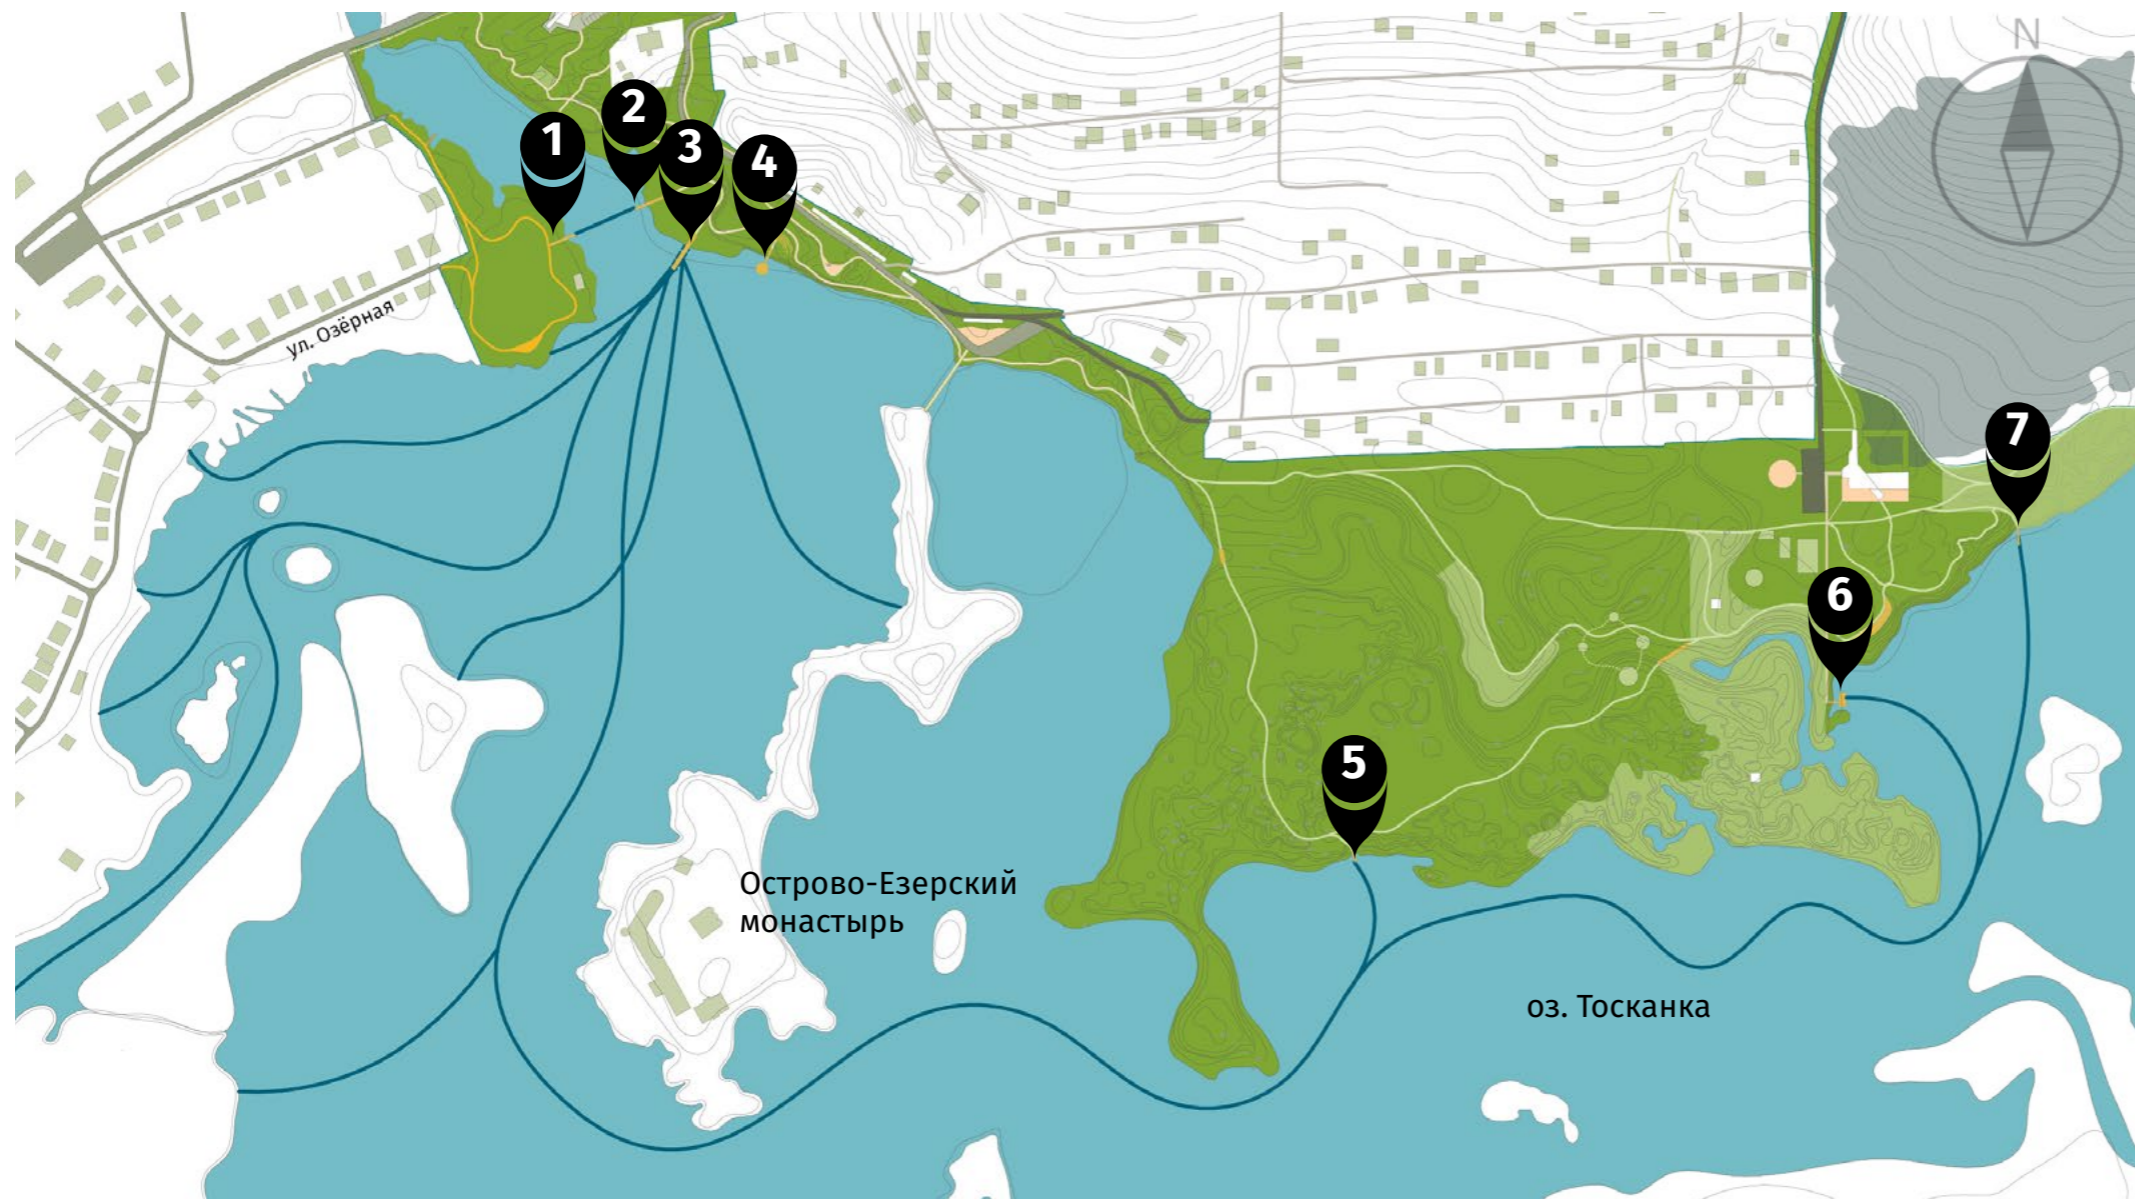 N
2
1
3
4
ул. Озёрная
7
6
5
Острово-Езерский
монастырь
оз. Тосканка